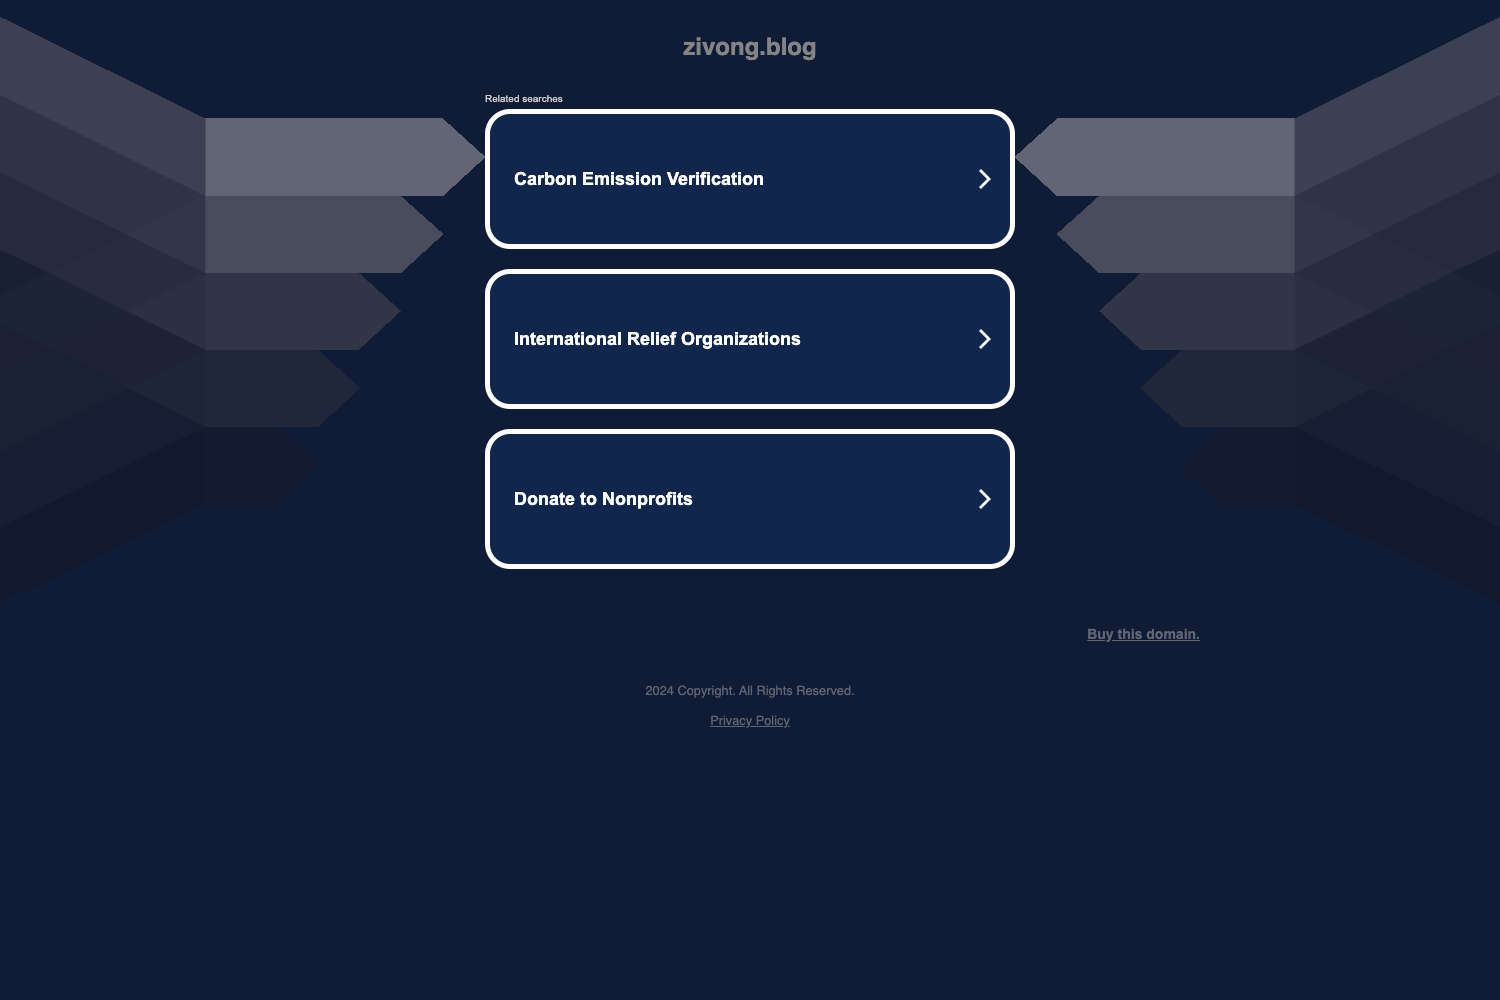 zivong.blog
Related searches
Carbon Emission Verification
International Relief Organizations
Donate to Nonprofits
Buy this domain.
2024 Copyright. All Rights Reserved.
Privacy Policy